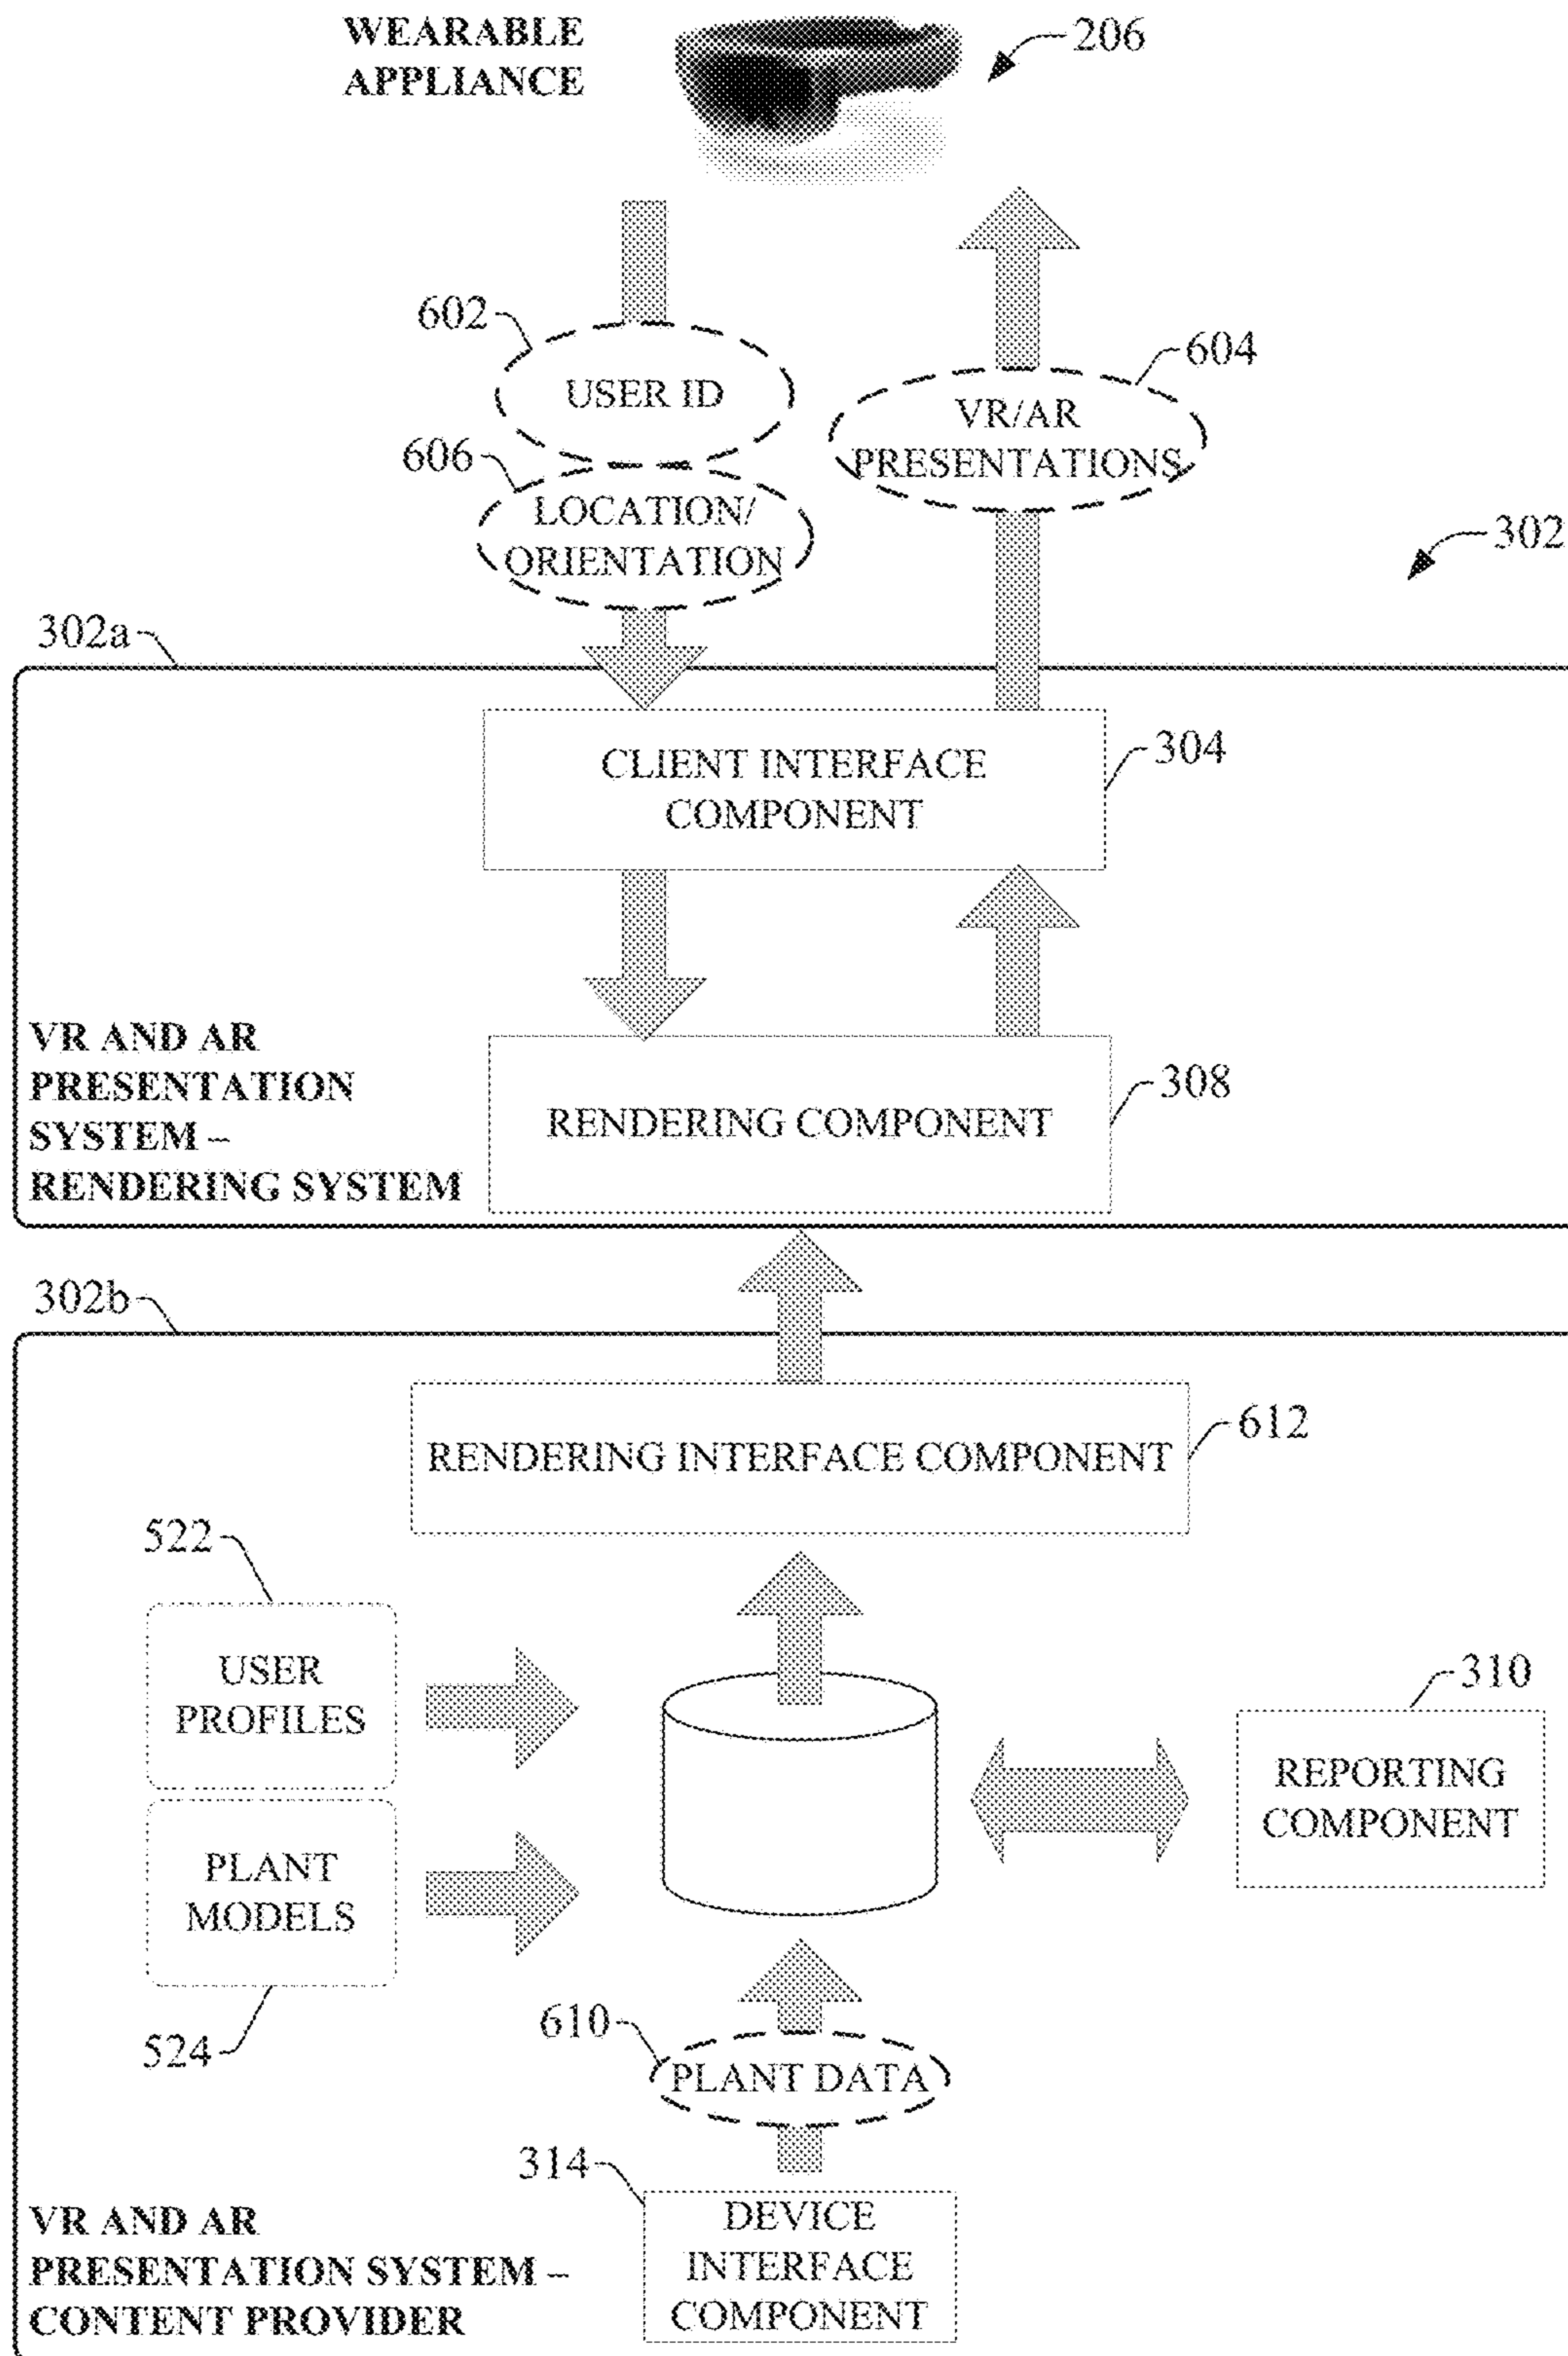 WEARABLE
APPLIANCE
206
602
USER ID
604
VR/AR
PRESENTATIONS
606
LOCATION/
ORIENTATION
302
302a
CLIENT INTERFACE
COMPONENT
304
VR AND AR
PRESENTATION
SYSTEM –
RENDERING SYSTEM
RENDERING COMPONENT
308
302b
RENDERING INTERFACE COMPONENT
612
522
USER
PROFILES
310
REPORTING
COMPONENT
PLANT
MODELS
524
610
PLANT DATA
314
DEVICE
INTERFACE
COMPONENT
VR AND AR
PRESENTATION SYSTEM –
CONTENT PROVIDER